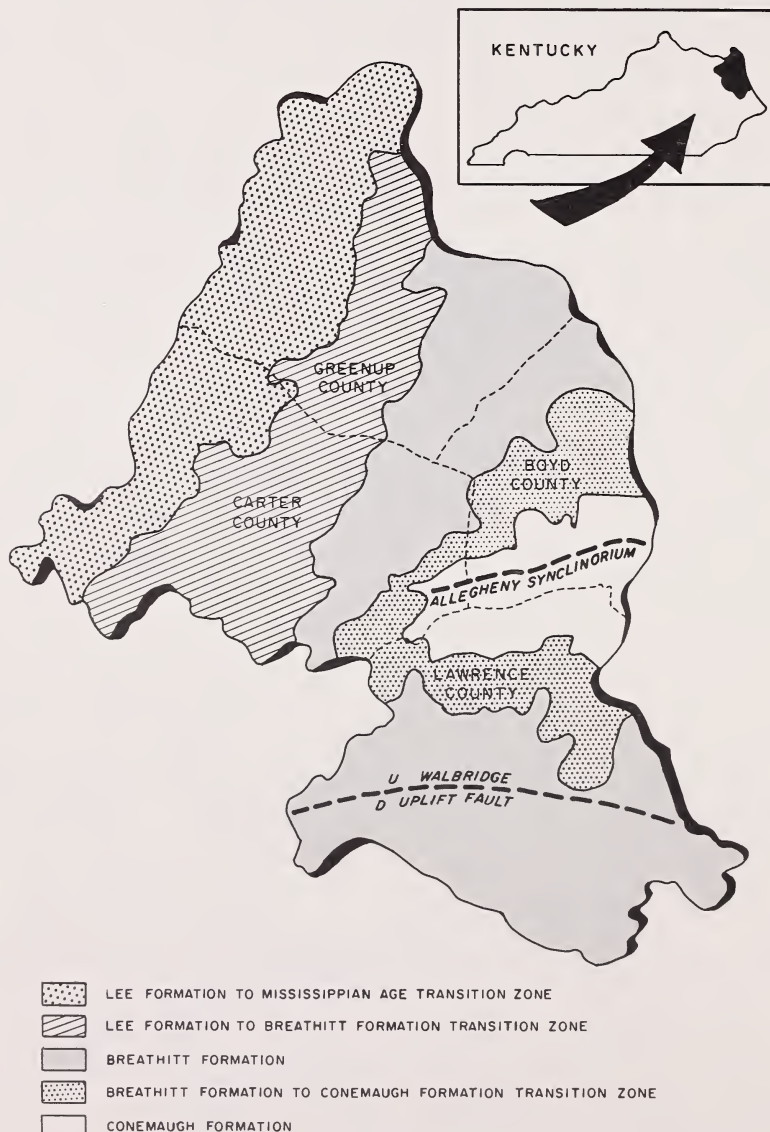 KENTUCKY
GREENUP
COUNTY
CARTER
COUNTY
BOYD
COUNTY
ALLEGHENY SYNCLINORIUM
LAWRENCE
COUNTY
U WALBRIDGE
D UPLIFT FAULT
LEE FORMATION TO MISSISSIPPIAN AGE TRANSITION ZONE
LEE FORMATION TO BREATHITT FORMATION TRANSITION ZONE
BREATHITT FORMATION
BREATHITT FORMATION TO CONEMAUGH FORMATION TRANSITION ZONE
CONEMAUGH FORMATION